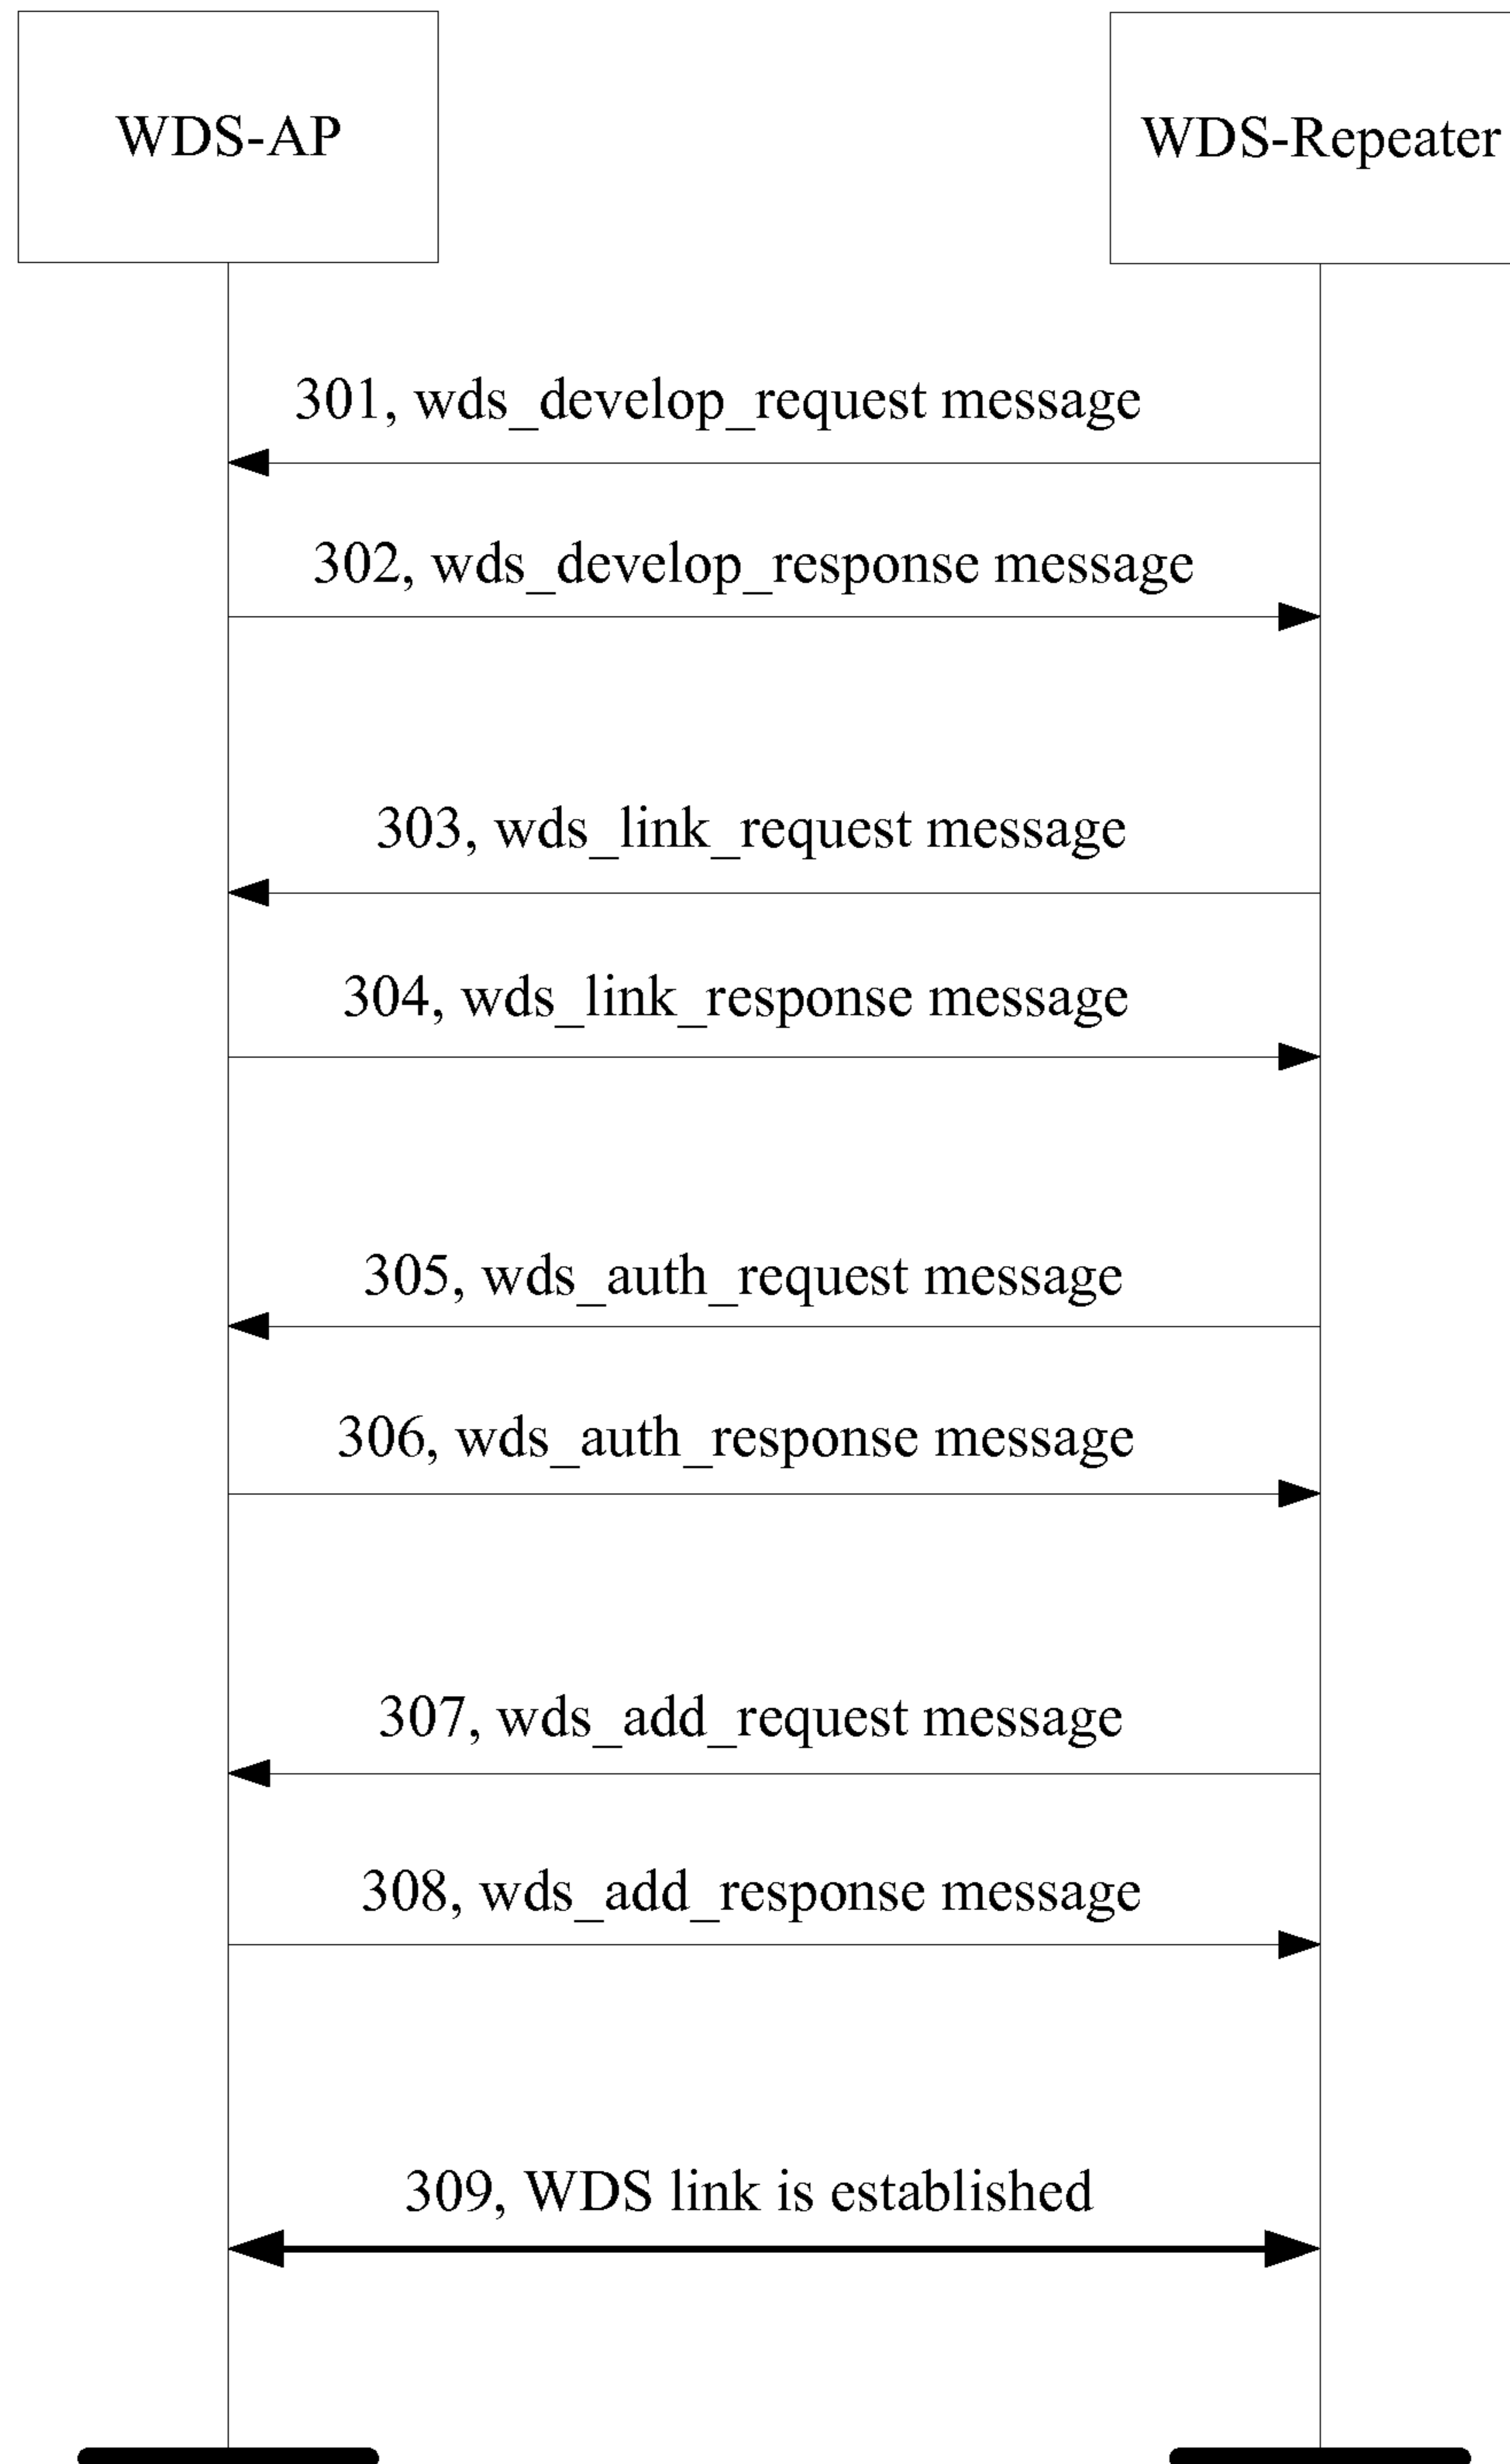 WDS-AP
WDS-Repeater
301, wds_develop_request message
302, wds_develop_response message
303, wds_link_request message
304, wds_link_response message
305, wds_auth_request message
306, wds_auth_response message
307, wds_add_request message
308, wds_add_response message
309, WDS link is established